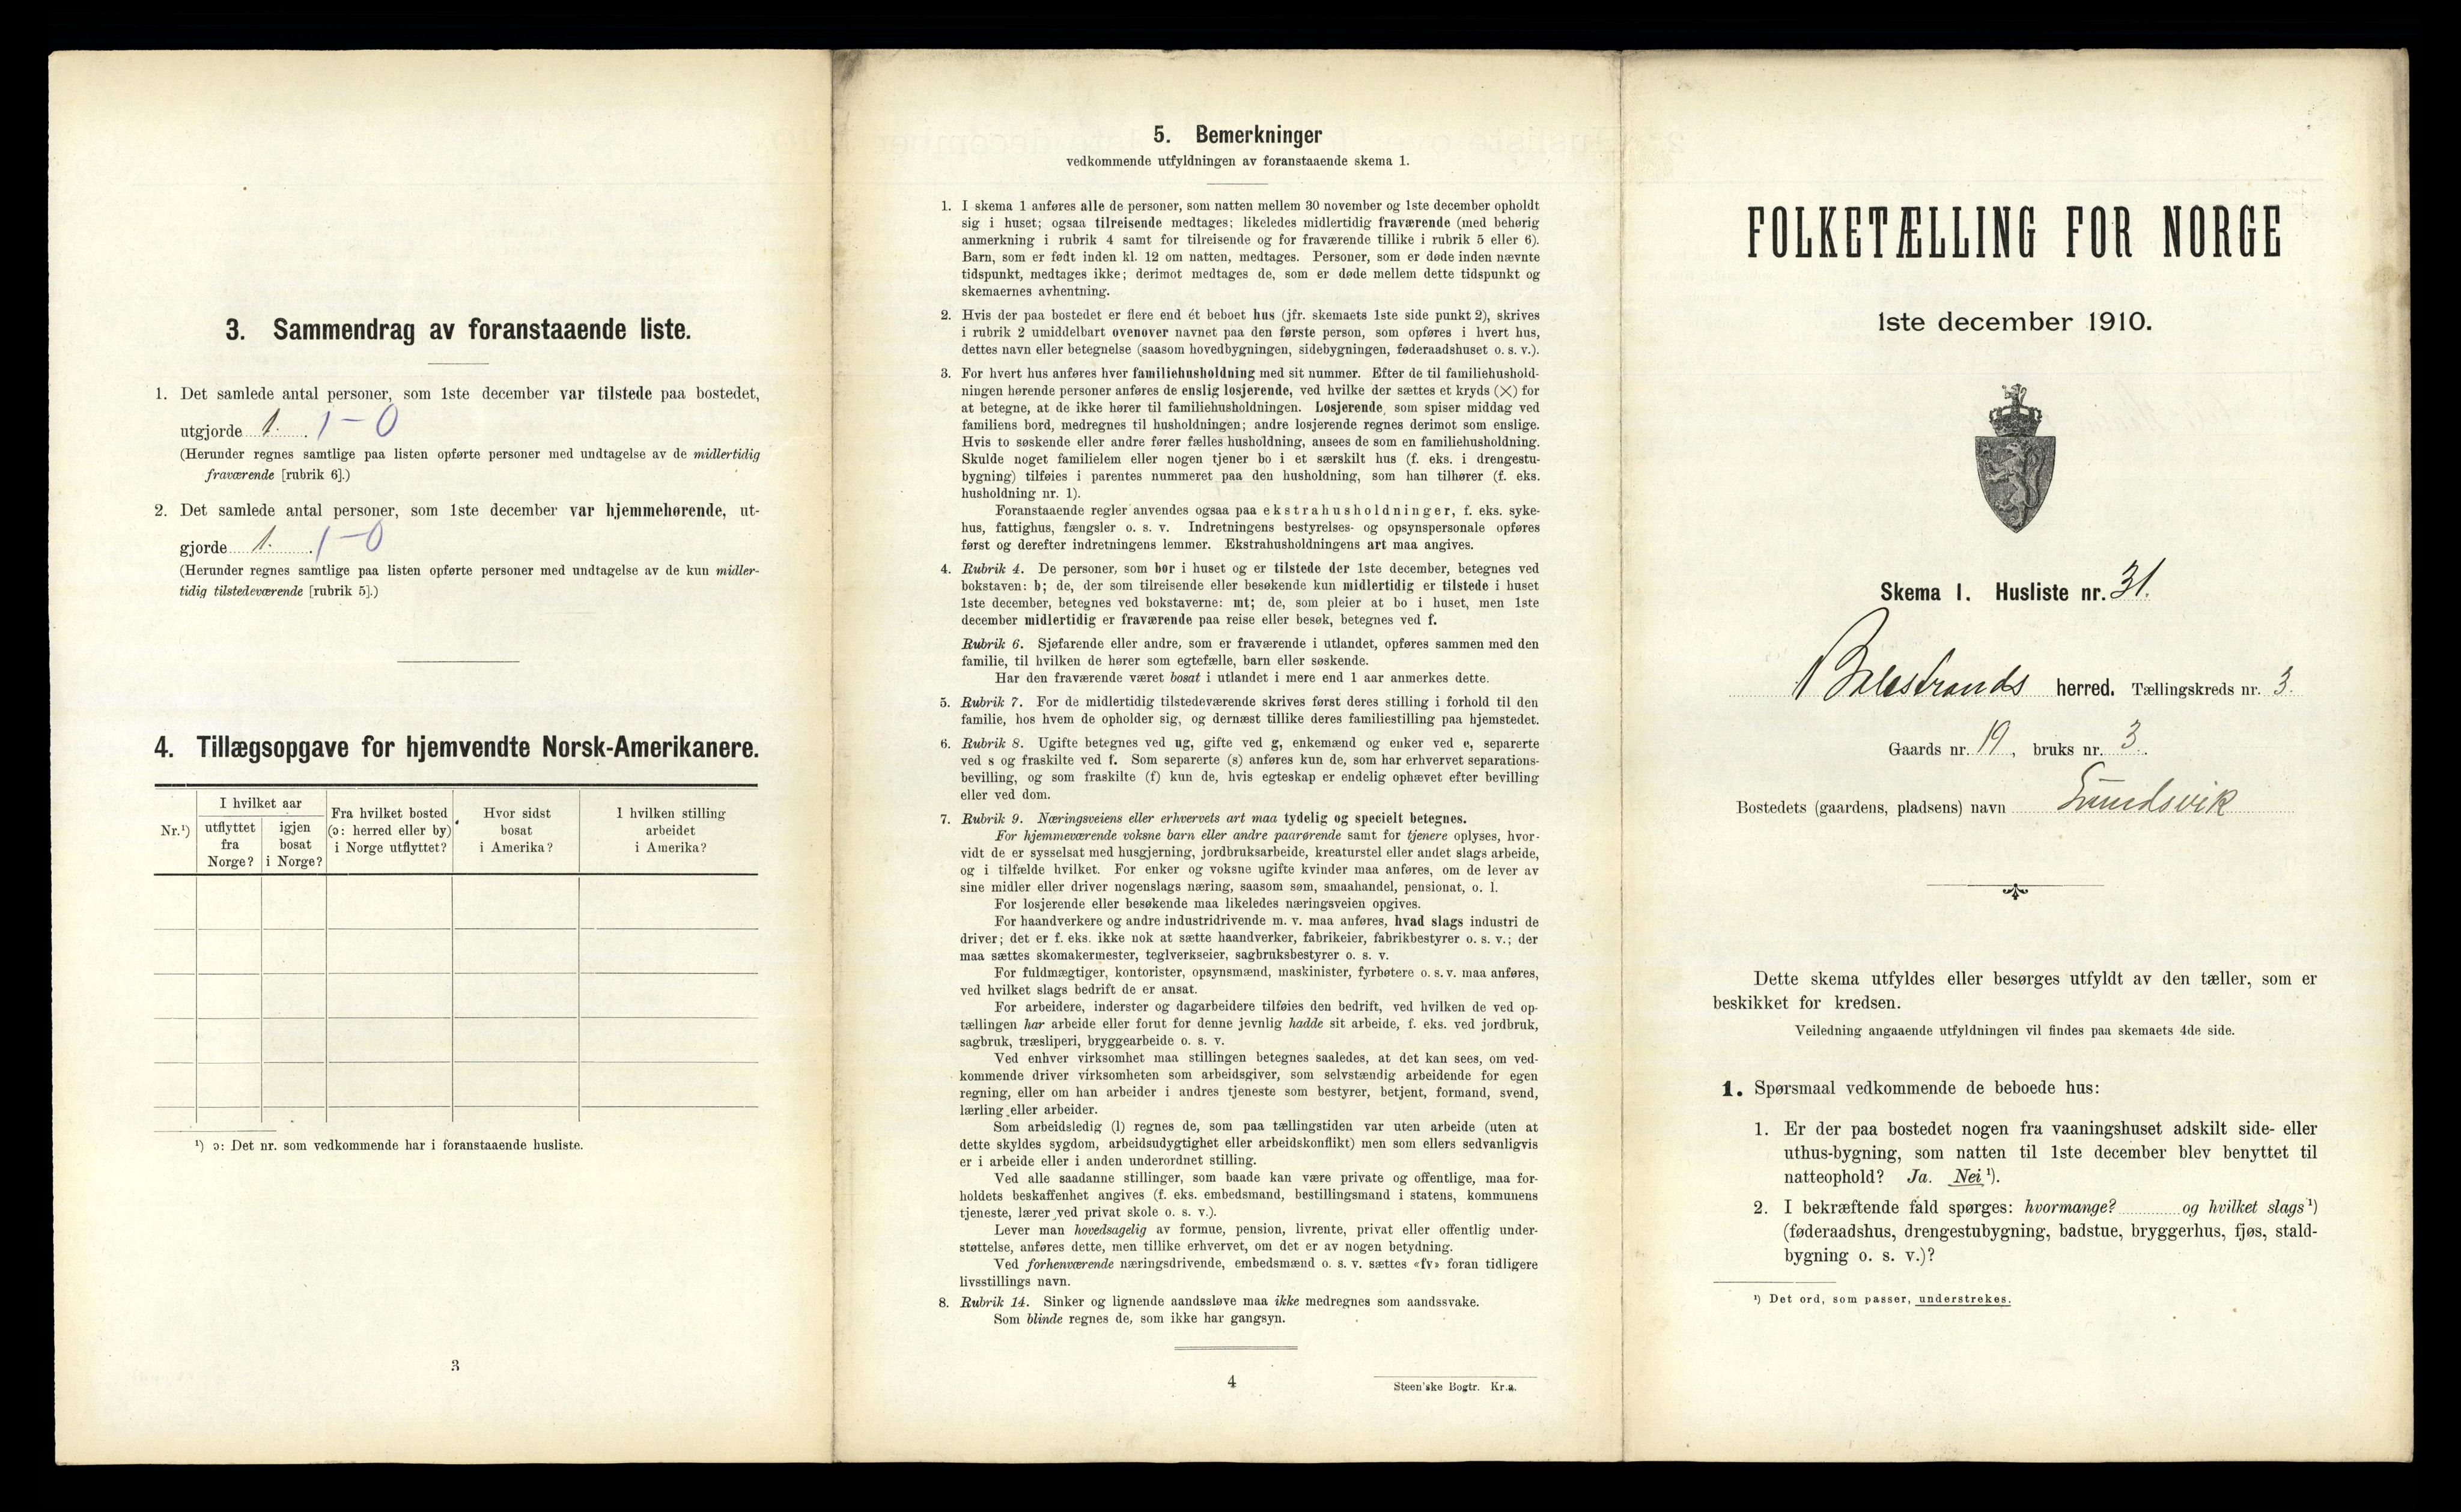 3. Sammendrag av foranstaaende liste.
1. Det samlede antal personer, som 1ste december var tilstede paa bostedet,
utgjorde 1. 1-0
(Herunder regnes samtlige paa listen opførte personer med undtagelse av de midlertidig
fraværende [rubrik 6].)
2. Det samlede antal personer, som 1ste december var hjemmehørende, ut-
gjorde 1. 1-0
(Herunder regnes samtlige paa listen opførte personer med undtagelse av de kun midler-
tidig tilstedeværende [rubrik 5].)
4. Tillægsopgave for hjemvendte Norsk-Amerikanere.
Nr.¹)
I hvilket aar
utflyttet
fra
Norge?
igjen
bosat
i Norge?
Fra hvilket bosted
(ɔ: herred eller by)
i Norge utflyttet?
Hvor sidst
bosat
i Amerika?
I hvilken stilling
arbeidet
i Amerika?
¹) ɔ: Det nr. som vedkommende har i foranstaaende husliste.
3
5. Bemerkninger
vedkommende utfyldningen av foranstaaende skema 1.
1. I skema 1 anføres alle de personer, som natten mellem 30 november og 1ste december opholdt
sig i huset; ogsaa tilreisende medtages; likeledes midlertidig fraværende (med behørig
anmerkning i rubrik 4 samt for tilreisende og for fraværende tillike i rubrik 5 eller 6).
Barn, som er født inden kl. 12 om natten, medtages. Personer, som er døde inden nævnte
tidspunkt, medtages ikke; derimot medtages de, som er døde mellem dette tidspunkt og
skemaernes avhentning.
2. Hvis der paa bostedet er flere end ét beboet hus (jfr. skemaets 1ste side punkt 2), skrives
i rubrik 2 umiddelbart ovenover navnet paa den første person, som opføres i hvert hus,
dettes navn eller betegnelse (saasom hovedbygningen, sidebygningen, føderaadshuset o. s. v.).
3. For hvert hus anføres hver familiehusholdning med sit nummer. Efter de til familiehushold-
ningen hørende personer anføres de enslig losjerende, ved hvilke der sættes et kryds (×) for
at betegne, at de ikke hører til familiehusholdningen. Losjerende, som spiser middag ved
familiens bord, medregnes til husholdningen; andre losjerende regnes derimot som enslige.
Hvis to søskende eller andre fører fælles husholdning, ansees de som en familiehusholdning.
Skulde noget familielem eller nogen tjener bo i et særskilt hus (f. eks. i drengestu-
bygning) tilføies i parentes nummeret paa den husholdning, som han tilhører (f. eks.
husholdning nr. 1).
Foranstaaende regler anvendes ogsaa paa ekstrahusholdninger, f. eks. syke-
hus, fattighus, fængsler o. s. v. Indretningens bestyrelses- og opsynspersonale opføres
først og derefter indretningens lemmer. Ekstrahusholdningens art maa angives.
4. Rubrik 4. De personer, som bor i huset og er tilstede der 1ste december, betegnes ved
bokstaven: b; de, der som tilreisende eller besøkende kun midlertidig er tilstede i huset
1ste december, betegnes ved bokstaverne: mt; de, som pleier at bo i huset, men 1ste
december midlertidig er fraværende paa reise eller besøk, betegnes ved f.
Rubrik 6. Sjøfarende eller andre, som er fraværende i utlandet, opføres sammen med den
familie, til hvilken de hører som egtefælle, barn eller søskende.
Har den fraværende været bosat i utlandet i mere end 1 aar anmerkes dette.
5. Rubrik 7. For de midlertidig tilstedeværende skrives først deres stilling i forhold til den
familie, hos hvem de opholder sig, og dernæst tillike deres familiestilling paa hjemstedet.
6. Rubrik 8. Ugifte betegnes ved ug, gifte ved g, enkemænd og enker ved e, separerte
ved s og fraskilte ved f. Som separerte (s) anføres kun de, som har erhvervet separations-
bevilling, og som fraskilte (f) kun de, hvis egteskap er endelig ophævet efter bevilling
eller ved dom.
7. Rubrik 9. Næringsveiens eller erhvervets art maa tydelig og specielt betegnes.
For hjemmeværende voksne barn eller andre paarørende samt for tjenere oplyses, hvor-
vidt de er sysselsat med husgjerning, jordbruksarbeide, kreaturstel eller andet slags arbeide,
og i tilfælde hvilket. For enker og voksne ugifte kvinder maa anføres, om de lever av
sine midler eller driver nogenslags næring, saasom søm, smaahandel, pensionat, o. l.
For losjerende eller besøkende maa likeledes næringsveien opgives.
For haandverkere og andre industridrivende m. v. maa anføres, hvad slags industri de
driver; det er f. eks. ikke nok at sætte haandverker, fabrikeier, fabrikbestyrer o. s. v.; der
maa sættes skomakermester, teglverkseier, sagbruksbestyrer o. s. v.
For fuldmægtiger, kontorister, opsynsmænd, maskinister, fyrbøtere o. s. v. maa anføres,
ved hvilket slags bedrift de er ansat.
For arbeidere, inderster og dagarbeidere tilføies den bedrift, ved hvilken de ved op-
tællingen har arbeide eller forut for denne jevnlig hadde sit arbeide, f. eks. ved jordbruk,
sagbruk, træsliperi, bryggearbeide o. s. v.
Ved enhver virksomhet maa stillingen betegnes saaledes, at det kan sees, om ved-
kommende driver virksomheten som arbeidsgiver, som selvstændig arbeidende for egen
regning, eller om han arbeider i andres tjeneste som bestyrer, betjent, formand, svend,
lærling eller arbeider.
Som arbeidsledig (l) regnes de, som paa tællingstiden var uten arbeide (uten at
dette skyldes sygdom, arbeidsudygtighet eller arbeidskonflikt) men som ellers sedvanligvis
er i arbeide eller i anden underordnet stilling.
Ved alle saadanne stillinger, som baade kan være private og offentlige, maa for-
holdets beskaffenhet angives (f. eks. embedsmand, bestillingsmand i statens, kommunens
tjeneste, lærer ved privat skole o. s. v.).
Lever man hovedsagelig av formue, pension, livrente, privat eller offentlig under-
støttelse, anføres dette, men tillike erhvervet, om det er av nogen betydning.
Ved forhenværende næringsdrivende, embedsmænd o. s. v. sættes «fv» foran tidligere
livsstillings navn.
8. Rubrik 14. Sinker og lignende aandssløve maa ikke medregnes som aandssvake.
Som blinde regnes de, som ikke har gangsyn.
4
Steen'ske Bogtr. Kr.a.
FOLKETÆLLING FOR NORGE
1ste december 1910.
Skema 1. Husliste nr. 31.
Balestrands herred. Tællingskreds nr. 3.
Gaards nr. 19, bruks nr. 3.
Bostedets (gaardens, pladsens) navn
Dette skema utfyldes eller besørges utfyldt av den tæller, som er
beskikket for kredsen.
Veiledning angaaende utfyldningen vil findes paa skemaets 4de side.
1. Spørsmaal vedkommende de beboede hus:
1. Er der paa bostedet nogen fra vaaningshuset adskilt side- eller
uthus-bygning, som natten til 1ste december blev benyttet til
natteophold? Ja. Nei ¹).
2. I bekræftende fald spørges: hvormange? og hvilket slags ¹)
(føderaadshus, drengestubygning, badstue, bryggerhus, fjøs, stald-
bygning o. s. v.)?
¹) Det ord, som passer, understrekes.